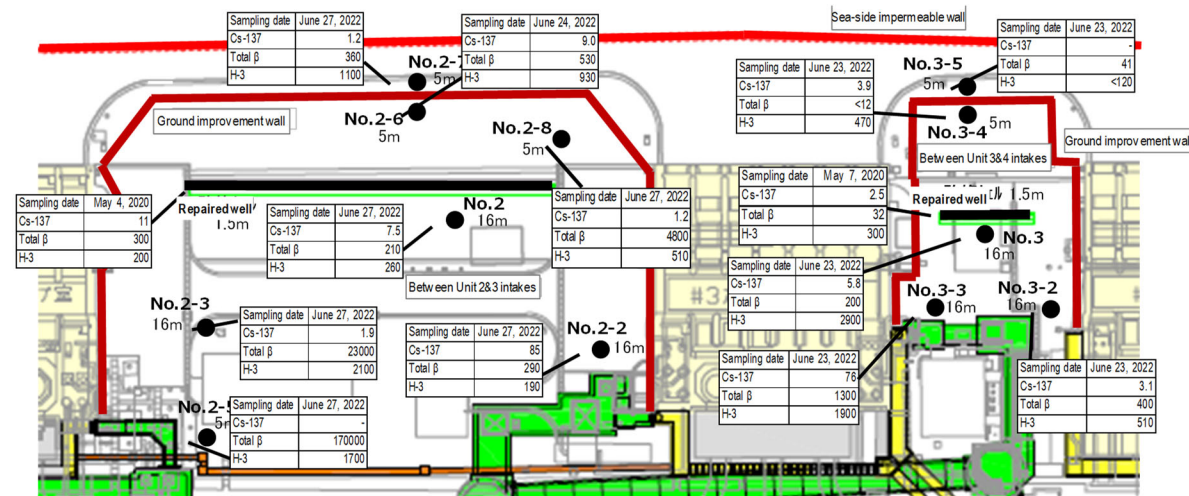 Sea-side impermeable wall
Sampling date June 27, 2022
Cs-137 1.2
Total β 360
H-3 1100
Sampling date June 24, 2022
Cs-137 9.0
Total β 530
H-3 930
Sampling date June 23, 2022
Cs-137 -
Total β 41
H-3 <120
Sampling date June 23, 2022
Cs-137 3.9
Total β <12
H-3 470
No.2-7
5m
No.2-6
5m
No.2-8
5m
No.3-5
5m
No.3-4
5m
Ground improvement wall
Ground improvement wall
Between Unit 3&4 intakes
Sampling date May 4, 2020
Cs-137 11
Total β 300
H-3 200
Repaired well
1.5m
Sampling date June 27, 2022
Cs-137 7.5
Total β 210
H-3 260
No.2
16m
Sampling date June 27, 2022
Cs-137 1.2
Total β 4800
H-3 510
Sampling date May 7, 2020
Cs-137 2.5
Total β 32
H-3 300
Repaired well
1.5m
No.3
16m
Sampling date June 23, 2022
Cs-137 5.8
Total β 200
H-3 2900
Between Unit 2&3 intakes
No.2-3
16m
Sampling date June 27, 2022
Cs-137 1.9
Total β 23000
H-3 2100
Sampling date June 27, 2022
Cs-137 85
Total β 290
H-3 190
No.2-2
16m
No.3-3
16m
No.3-2
16m
Sampling date June 23, 2022
Cs-137 76
Total β 1300
H-3 1900
Sampling date June 23, 2022
Cs-137 3.1
Total β 400
H-3 510
Sampling date June 27, 2022
Cs-137 -
Total β 170000
H-3 1700